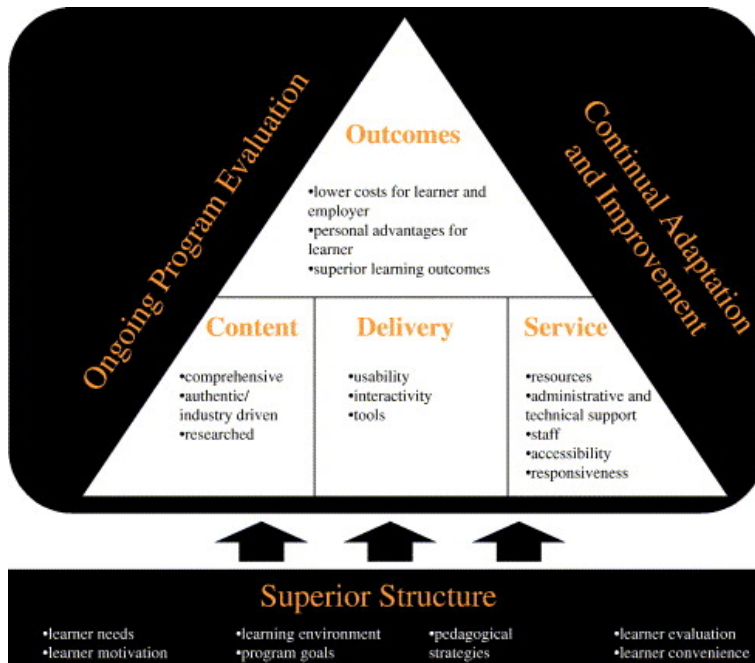 Ongoing Program Evaluation
Continual Adaptation
and Improvement
Outcomes
•lower costs for learner and
employer
•personal advantages for
learner
•superior learning outcomes
Content
•comprehensive
•authentic/
industry driven
•researched
Delivery
•usability
•interactivity
•tools
Service
•resources
•administrative and
technical support
•staff
•accessibility
•responsiveness
Superior Structure
•learner needs
•learner motivation
•learning environment
•program goals
•pedagogical
strategies
•learner evaluation
•learner convenience